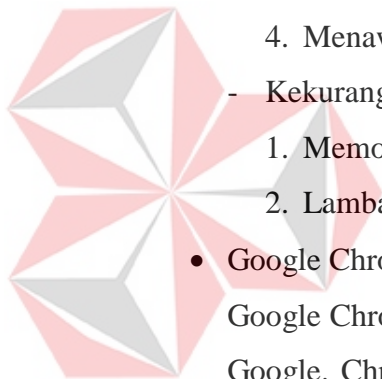 4. Menaw
- Kekurang
1. Memo
2. Lamba
• Google Chro
Google Chro
Google. Chr